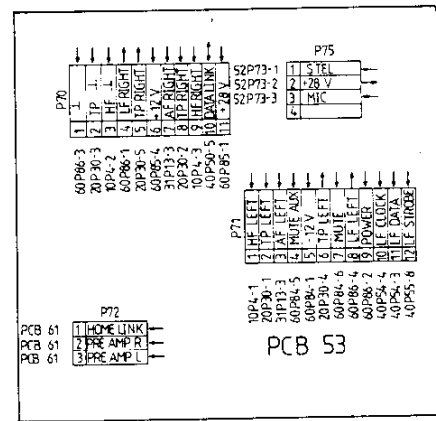 P75
S2P73-1 1 STEL
S2P73-2 2 +28 V
S2P73-3 3 MIC
4
P70
1 ⊥ 60P86-3
2 TP ⊥ 20P30-3
3 HF ⊥ 10P4-2
4 LF RIGHT 60P86-1
5 TP RIGHT 20P30-5
6 +12 V 60P85-4
7 AF RIGHT 31P13-2
8 TP RIGHT 20P30-2
9 HF RIGHT 10P4-3
10 DATA LINK 40P50-5
11 +28 V 60P85-1
P71
1 HF LEFT 10P4-1
2 TP LEFT 20P30-1
3 AF LEFT 31P13-3
4 MUTE AUX 60P84-5
5 -12 V 60P84-1
6 TP LEFT 20P30-4
7 MUTE 60P84-6
8 LF LEFT 60P86-4
9 POWER 60P86-2
10 LF CLOCK 40P54-4
11 LF DATA 40P54-3
12 LF STROBE 40P55-8
P72
PCB 61 1 HOME LINK
PCB 61 2 PRE AMP R
PCB 61 3 PRE AMP L
PCB 53